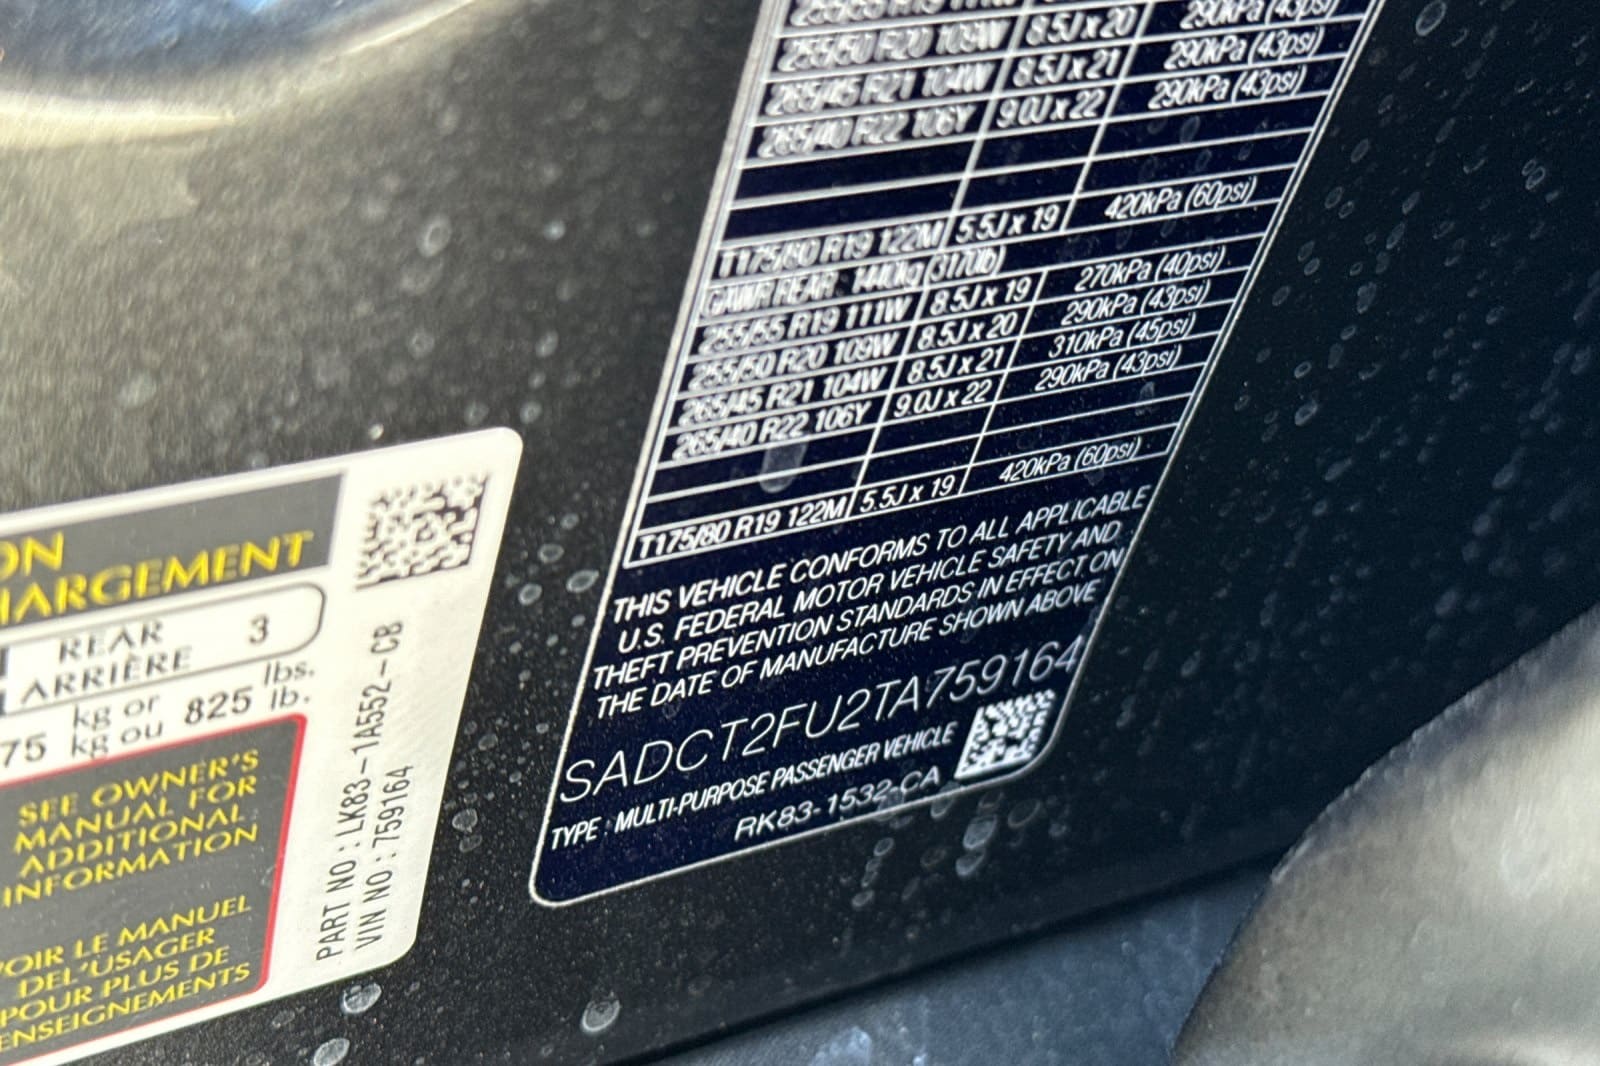 255/55 R19 111W
255/50 R20 109W 8.5J x 20 290kPa (43psi)
265/45 R21 104W 8.5J x 21 290kPa (43psi)
265/40 R22 106Y 9.0J x 22 290kPa (43psi)
T175/80 R19 122M 5.5J x 19 420kPa (60psi)
GAWR REAR : 1440kg (3170lb)
255/55 R19 111W 8.5J x 19 270kPa (40psi)
255/50 R20 109W 8.5J x 20 290kPa (43psi)
265/45 R21 104W 8.5J x 21 310kPa (45psi)
265/40 R22 106Y 9.0J x 22 290kPa (43psi)
T175/80 R19 122M 5.5J x 19 420kPa (60psi)
THIS VEHICLE CONFORMS TO ALL APPLICABLE
U.S. FEDERAL MOTOR VEHICLE SAFETY AND
THEFT PREVENTION STANDARDS IN EFFECT ON
THE DATE OF MANUFACTURE SHOWN ABOVE
SADCT2FU2TA759164
TYPE : MULTI-PURPOSE PASSENGER VEHICLE
RK83-1532-CA
ON
HARGEMENT
REAR 3
ARRIÈRE
75 kg or 825 lbs.
kg ou lb.
SEE OWNER'S
MANUAL FOR
ADDITIONAL
INFORMATION
VOIR LE MANUEL
DEL'USAGER
POUR PLUS DE
ENSEIGNEMENTS
PART NO : LK83-1A552-CB
VIN NO : 759164